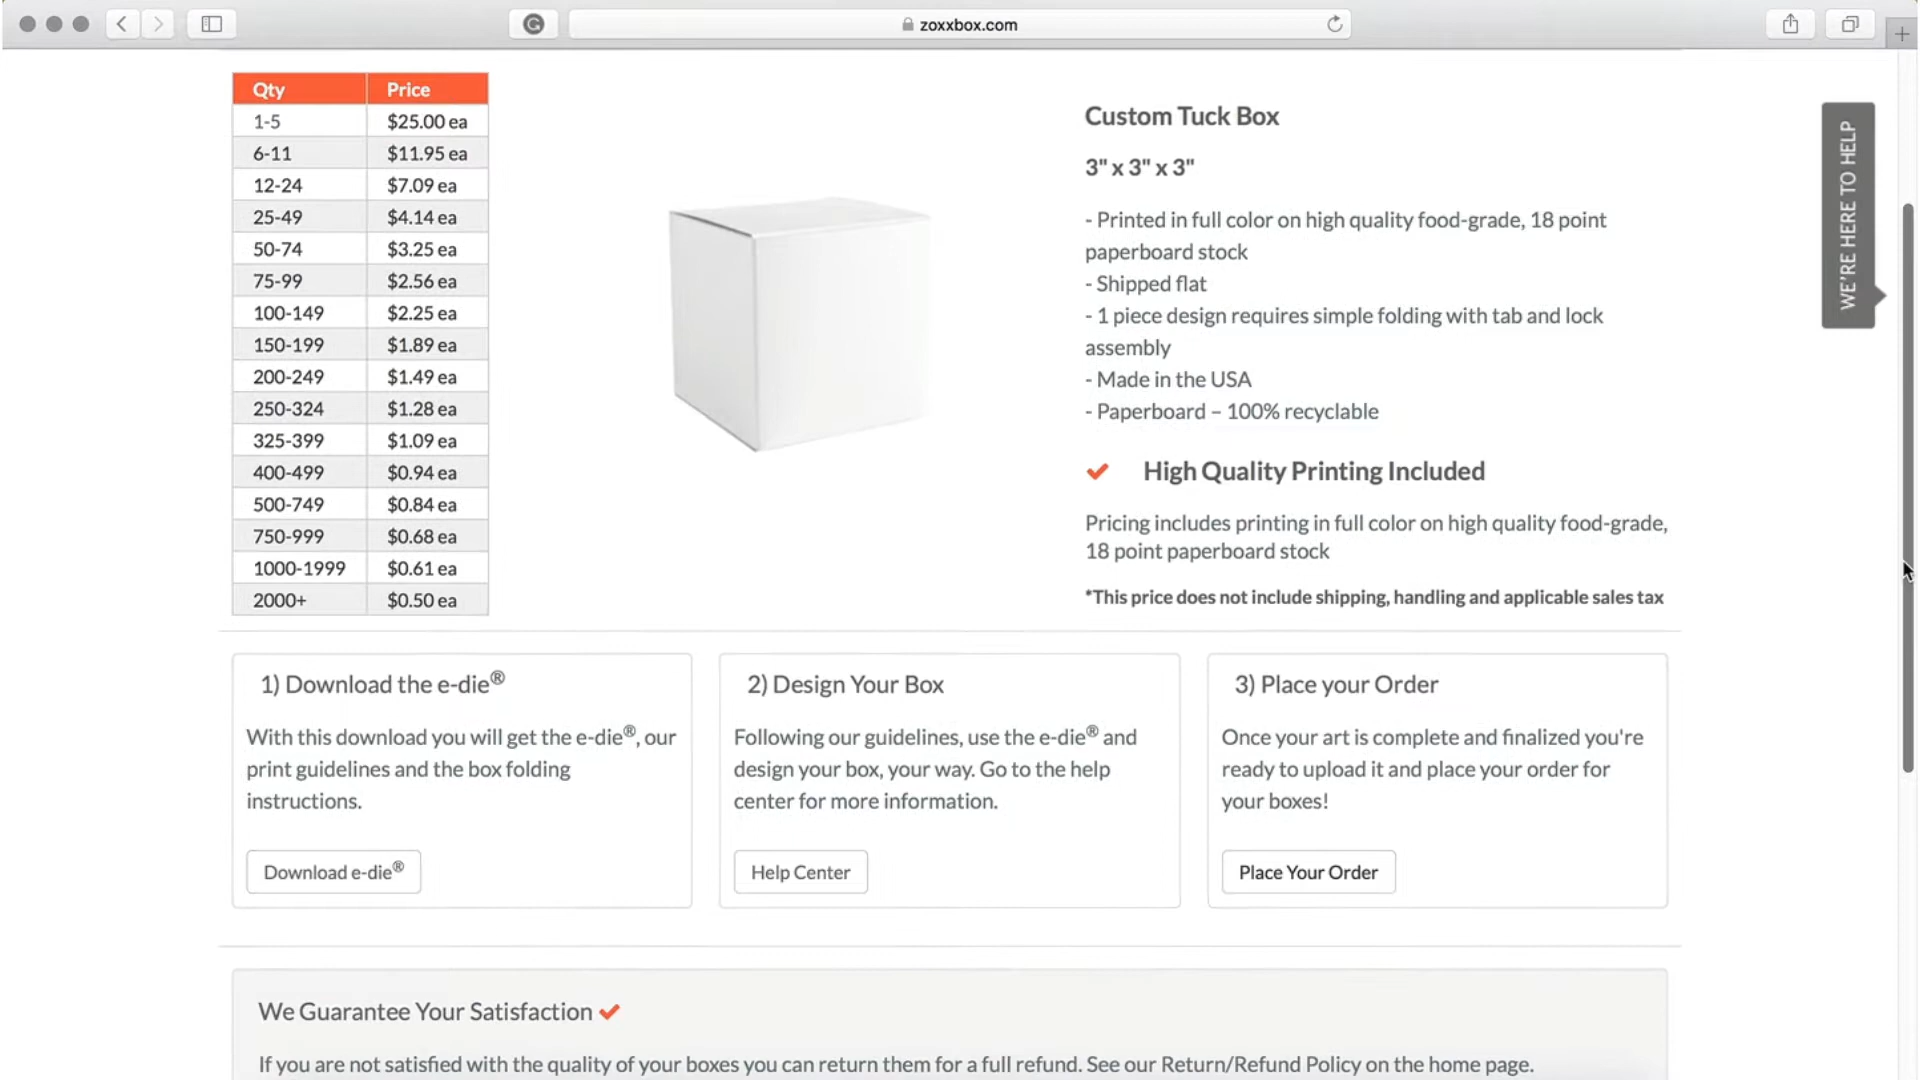 zoxxbox.com
Qty Price
1-5 $25.00 ea
6-11 $11.95 ea
12-24 $7.09 ea
25-49 $4.14 ea
50-74 $3.25 ea
75-99 $2.56 ea
100-149 $2.25 ea
150-199 $1.89 ea
200-249 $1.49 ea
250-324 $1.28 ea
325-399 $1.09 ea
400-499 $0.94 ea
500-749 $0.84 ea
750-999 $0.68 ea
1000-1999 $0.61 ea
2000+ $0.50 ea
Custom Tuck Box
3" x 3" x 3"
- Printed in full color on high quality food-grade, 18 point
paperboard stock
- Shipped flat
- 1 piece design requires simple folding with tab and lock
assembly
- Made in the USA
- Paperboard – 100% recyclable
High Quality Printing Included
Pricing includes printing in full color on high quality food-grade,
18 point paperboard stock
*This price does not include shipping, handling and applicable sales tax
WE'RE HERE TO HELP
1) Download the e-die®
With this download you will get the e-die®, our
print guidelines and the box folding
instructions.
Download e-die®
2) Design Your Box
Following our guidelines, use the e-die® and
design your box, your way. Go to the help
center for more information.
Help Center
3) Place your Order
Once your art is complete and finalized you're
ready to upload it and place your order for
your boxes!
Place Your Order
We Guarantee Your Satisfaction
If you are not satisfied with the quality of your boxes you can return them for a full refund. See our Return/Refund Policy on the home page.